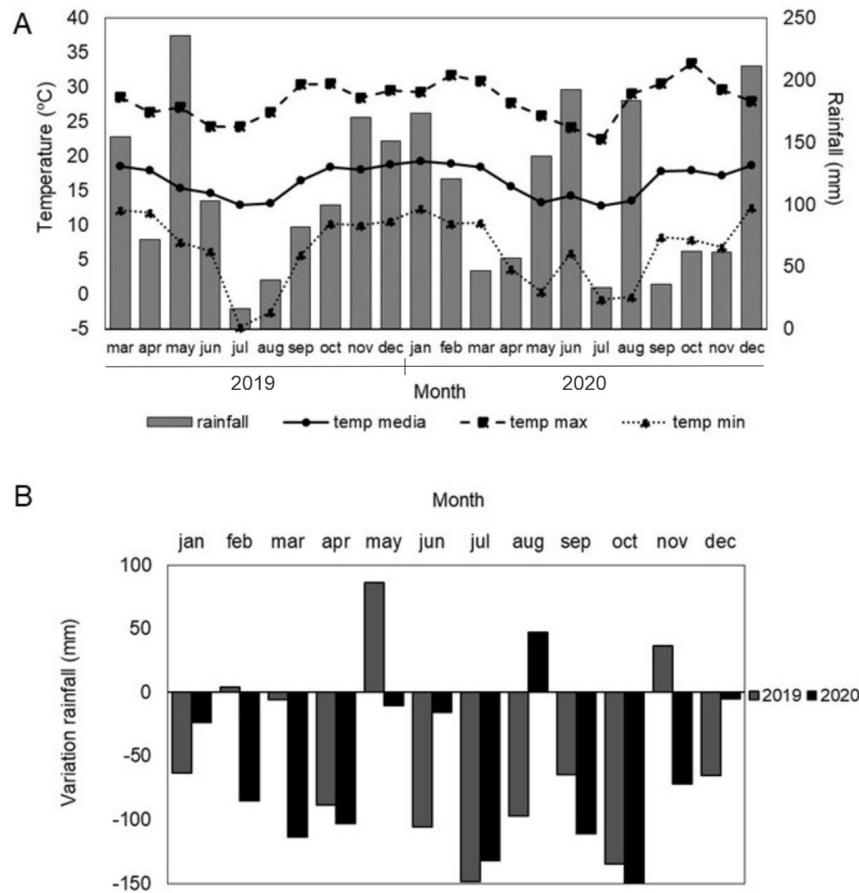 A
40
35
30
25
20
15
10
5
0
-5
Temperature (°C)
250
200
150
100
50
0
Rainfall (mm)
mar apr may jun jul aug sep oct nov dec jan feb mar apr may jun jul aug sep oct nov dec
2019 2020
Month
rainfall temp media temp max temp min
B
Month
jan feb mar apr may jun jul aug sep oct nov dec
100
50
0
-50
-100
-150
Variation rainfall (mm)
2019 2020